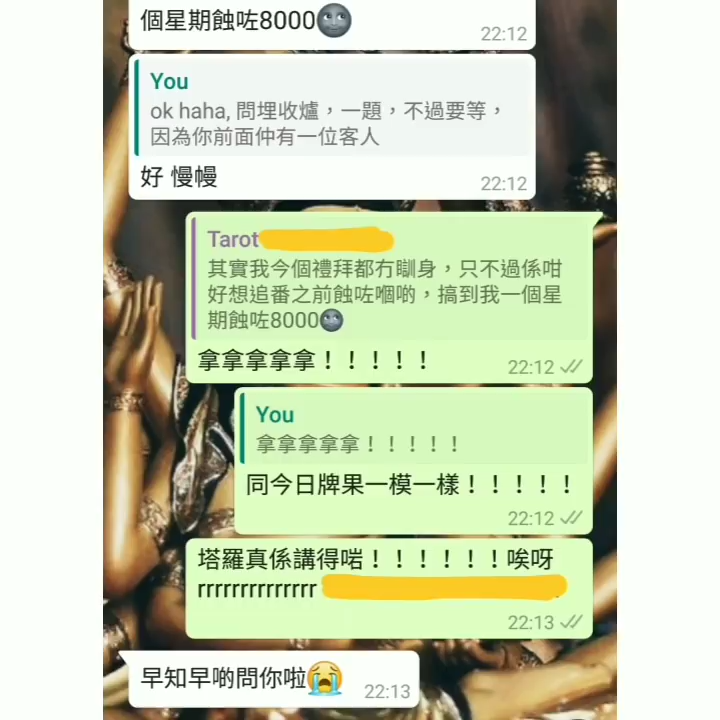 個星期蝕咗8000🌚
22:12
You
ok haha, 問埋收爐，一題，不過要等，
因為你前面仲有一位客人
好 慢幔
22:12
Tarot
其實我今個禮拜都冇瞓身，只不過係咁
好想追番之前蝕咗嗰啲，搞到我一個星
期蝕咗8000🌚
拿拿拿拿拿！！！！！
22:12
You
拿拿拿拿拿！！！！！
同今日牌果一模一樣！！！！！
22:12
塔羅真係講得啱！！！！！！唉呀
rrrrrrrrrrrrrr
22:13
早知早啲問你啦😭
22:13